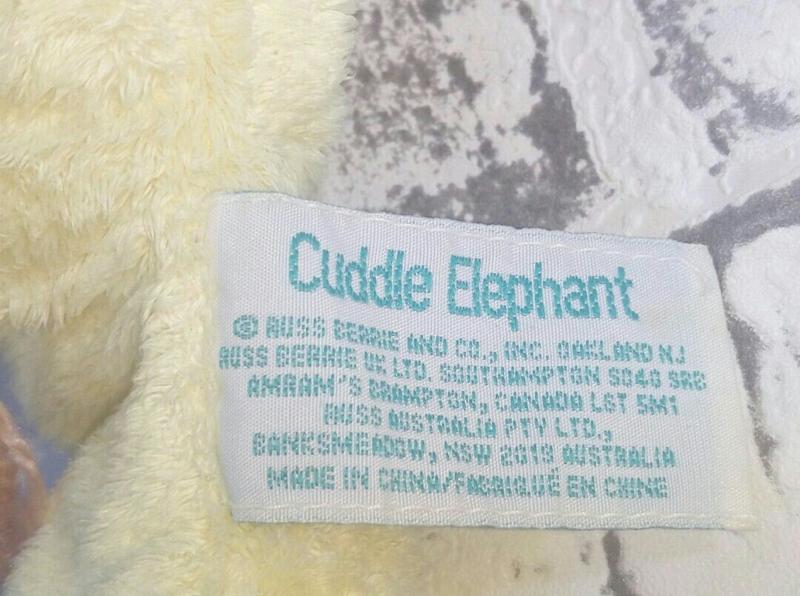 Cuddle Elephant
© RUSS BERRIE AND CO., INC. OAKLAND NJ
RUSS BERRIE UK LTD. SOUTHAMPTON SO40 9RB
AMRAM'S BRAMPTON, CANADA L6T 5M1
RUSS AUSTRALIA PTY LTD.,
BANKSMEADOW, NSW 2019 AUSTRALIA
MADE IN CHINA/FABRIQUÉ EN CHINE